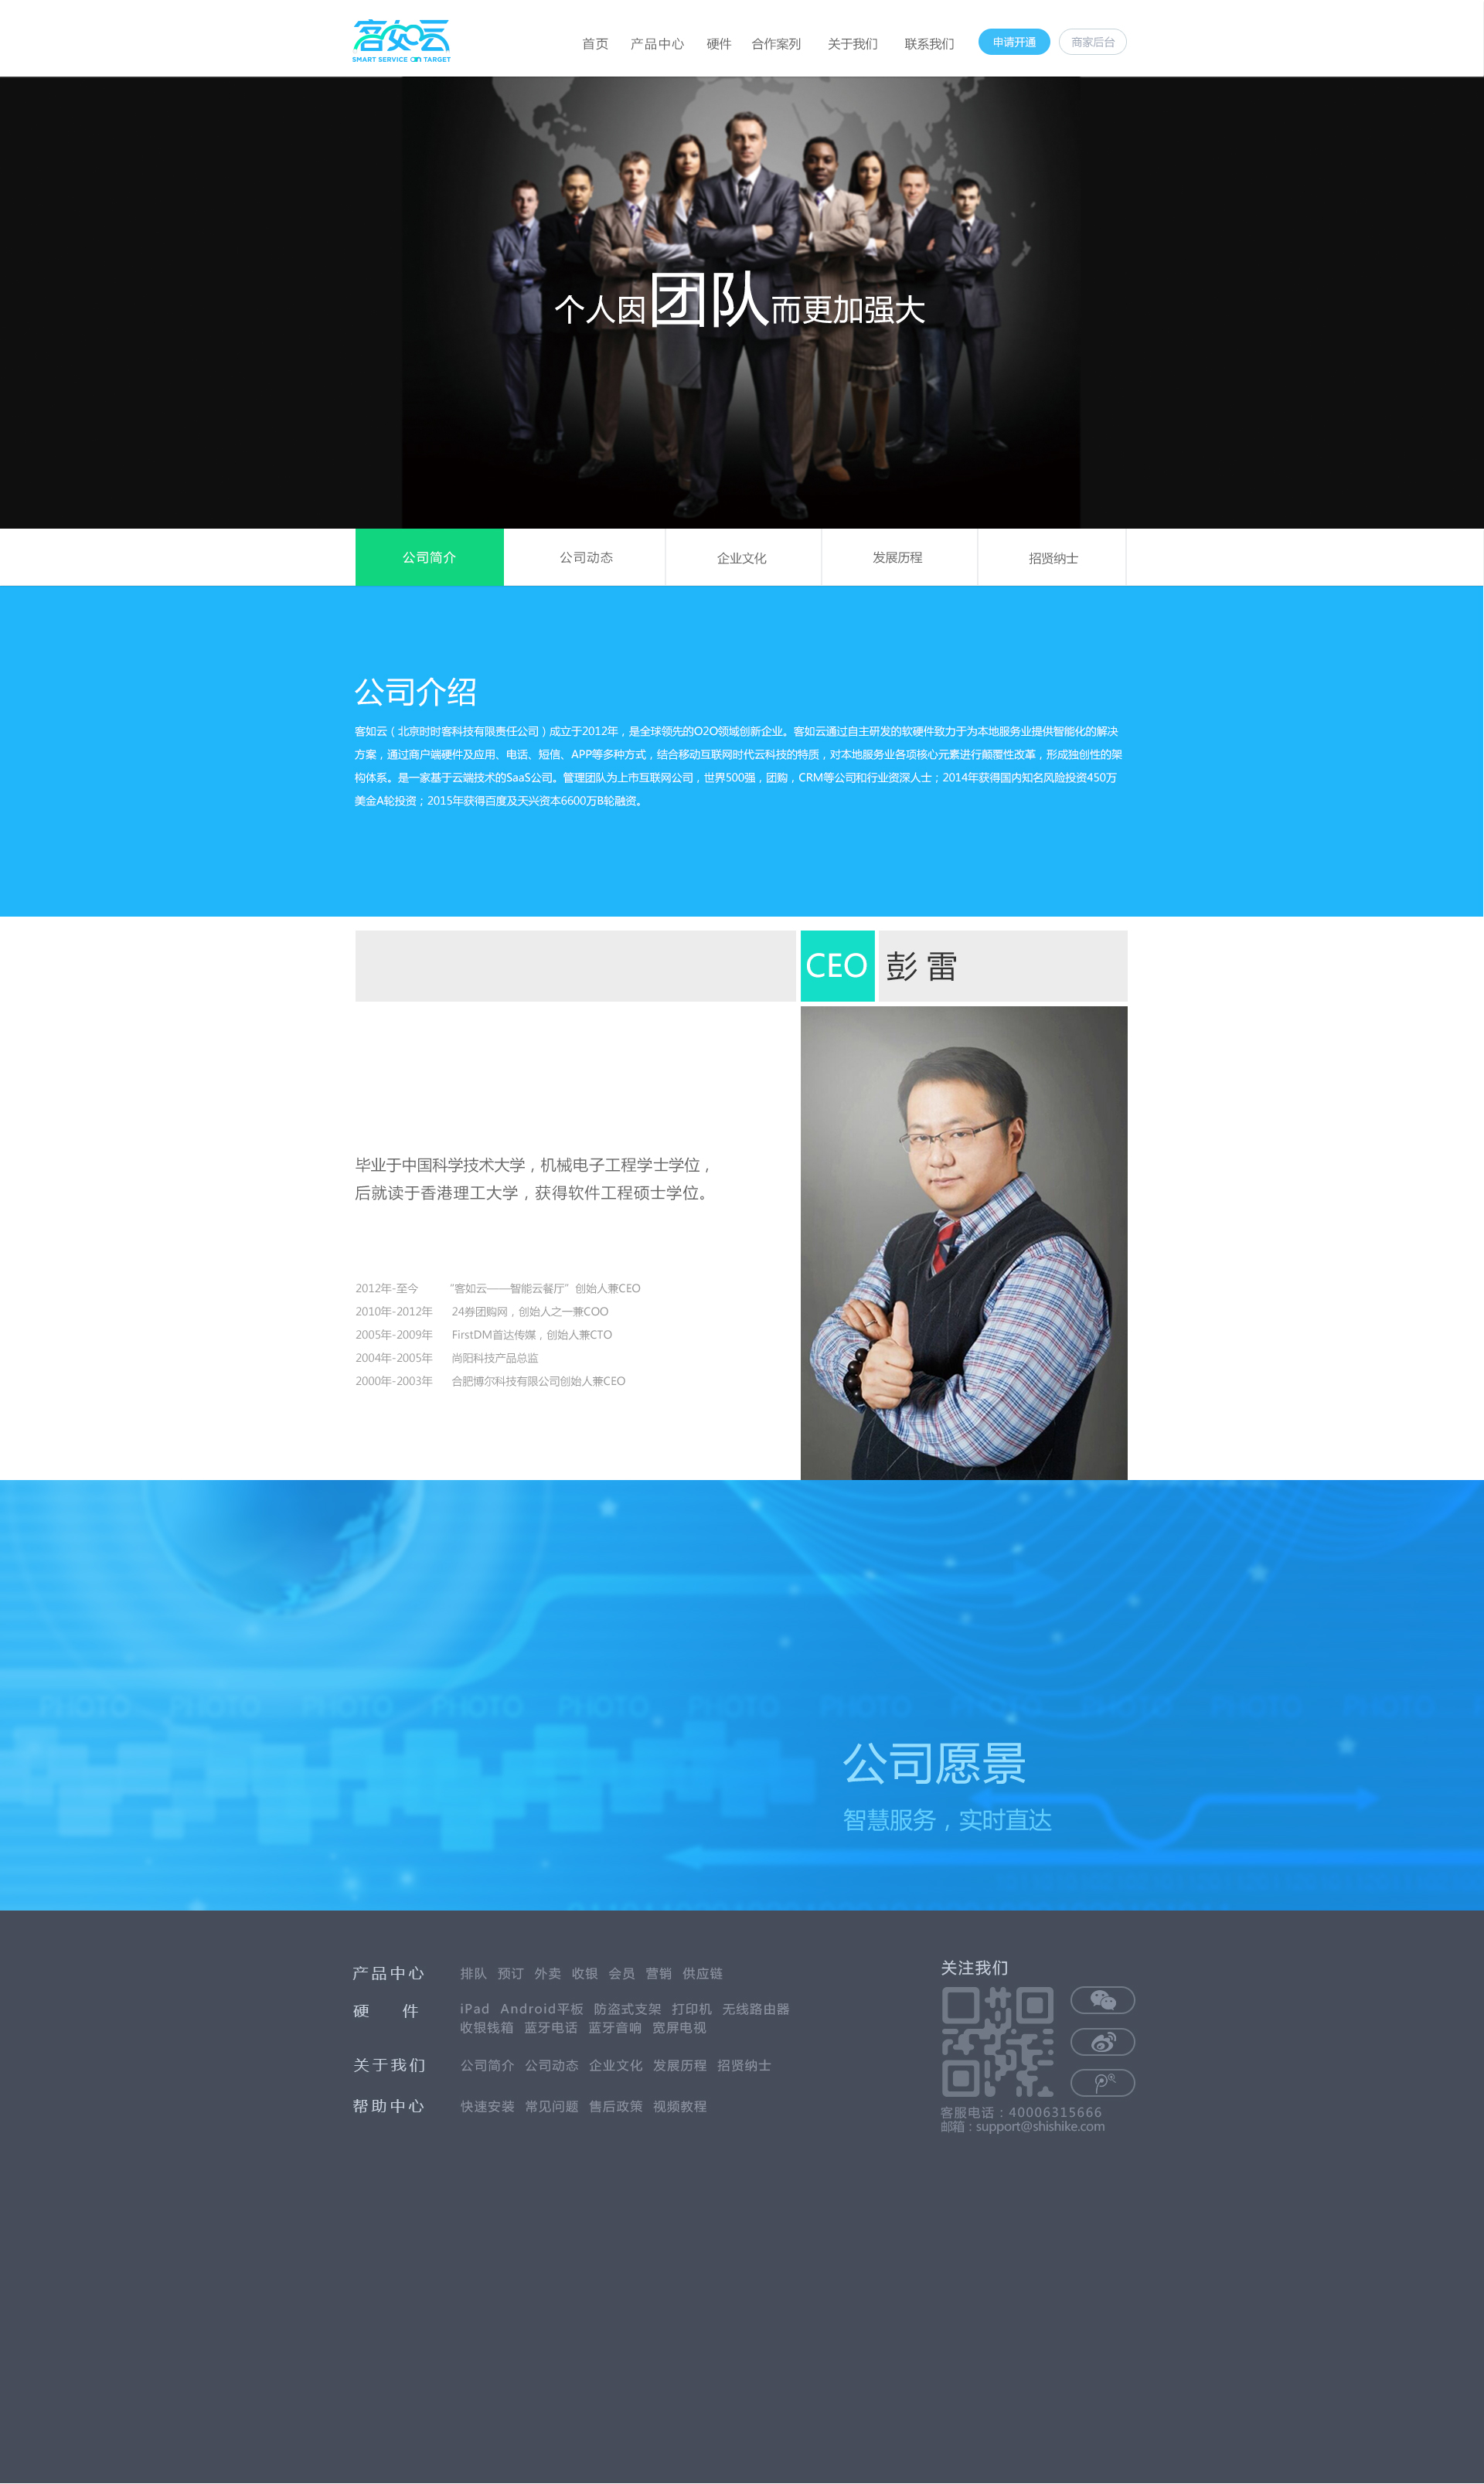 客如云
SMART SERVICE ON TARGET
首页 产品中心 硬件 合作案列 关于我们 联系我们 申请开通 商家后台
个人因团队而更加强大
公司简介 公司动态 企业文化 发展历程 招贤纳士
公司介绍
客如云（北京时时客科技有限责任公司）成立于2012年，是全球领先的O2O领域创新企业。客如云通过自主研发的软硬件致力于为本地服务业提供智能化的解决
方案，通过商户端硬件及应用、电话、短信、APP等多种方式，结合移动互联网时代云科技的特质，对本地服务业各项核心元素进行颠覆性改革，形成独创性的架
构体系。是一家基于云端技术的SaaS公司。管理团队为上市互联网公司，世界500强，团购，CRM等公司和行业资深人士；2014年获得国内知名风险投资450万
美金A轮投资；2015年获得百度及天兴资本6600万B轮融资。
CEO 彭 雷
毕业于中国科学技术大学，机械电子工程学士学位，
后就读于香港理工大学，获得软件工程硕士学位。
2012年-至今 “客如云——智能云餐厅”创始人兼CEO
2010年-2012年 24券团购网，创始人之一兼COO
2005年-2009年 FirstDM首达传媒，创始人兼CTO
2004年-2005年 尚阳科技产品总监
2000年-2003年 合肥博尔科技有限公司创始人兼CEO
PHOTO PHOTO PHOTO PHOTO PHOTO PHOTO PHOTO PHOTO PHOTO PHOTO PHOTO
公司愿景
智慧服务，实时直达
产品中心 排队 预订 外卖 收银 会员 营销 供应链
硬 件 iPad Android平板 防盗式支架 打印机 无线路由器
收银钱箱 蓝牙电话 蓝牙音响 宽屏电视
关于我们 公司简介 公司动态 企业文化 发展历程 招贤纳士
帮助中心 快速安装 常见问题 售后政策 视频教程
关注我们
客服电话：40006315666
邮箱：support@shishike.com